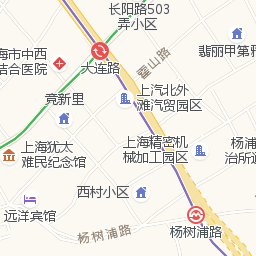 长阳路503
弄小区
翡丽甲第
霍山路
海市中西
结合医院
大连路
上汽北外
滩汽贸园区
竞新里
上海犹太
难民纪念馆
上海精密机
械加工园区
杨浦
治所
西村小区
远洋宾馆
杨树浦路
杨树浦路